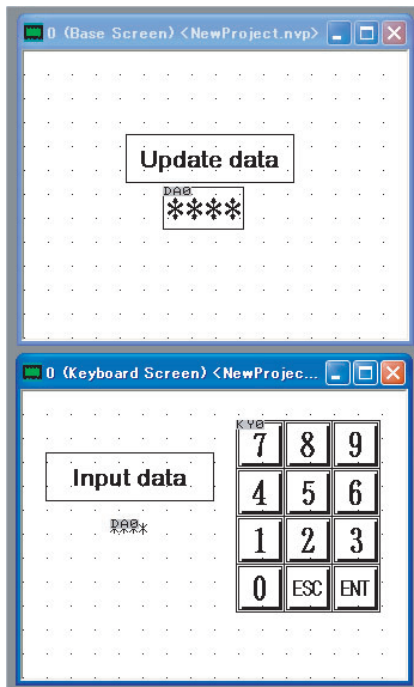 0 (Base Screen) <NewProject.nvp>
Update data
DA0
****
0 (Keyboard Screen) <NewProjec...
KY0
7 8 9
Input data
4 5 6
DA0
****
1 2 3
0 ESC ENT